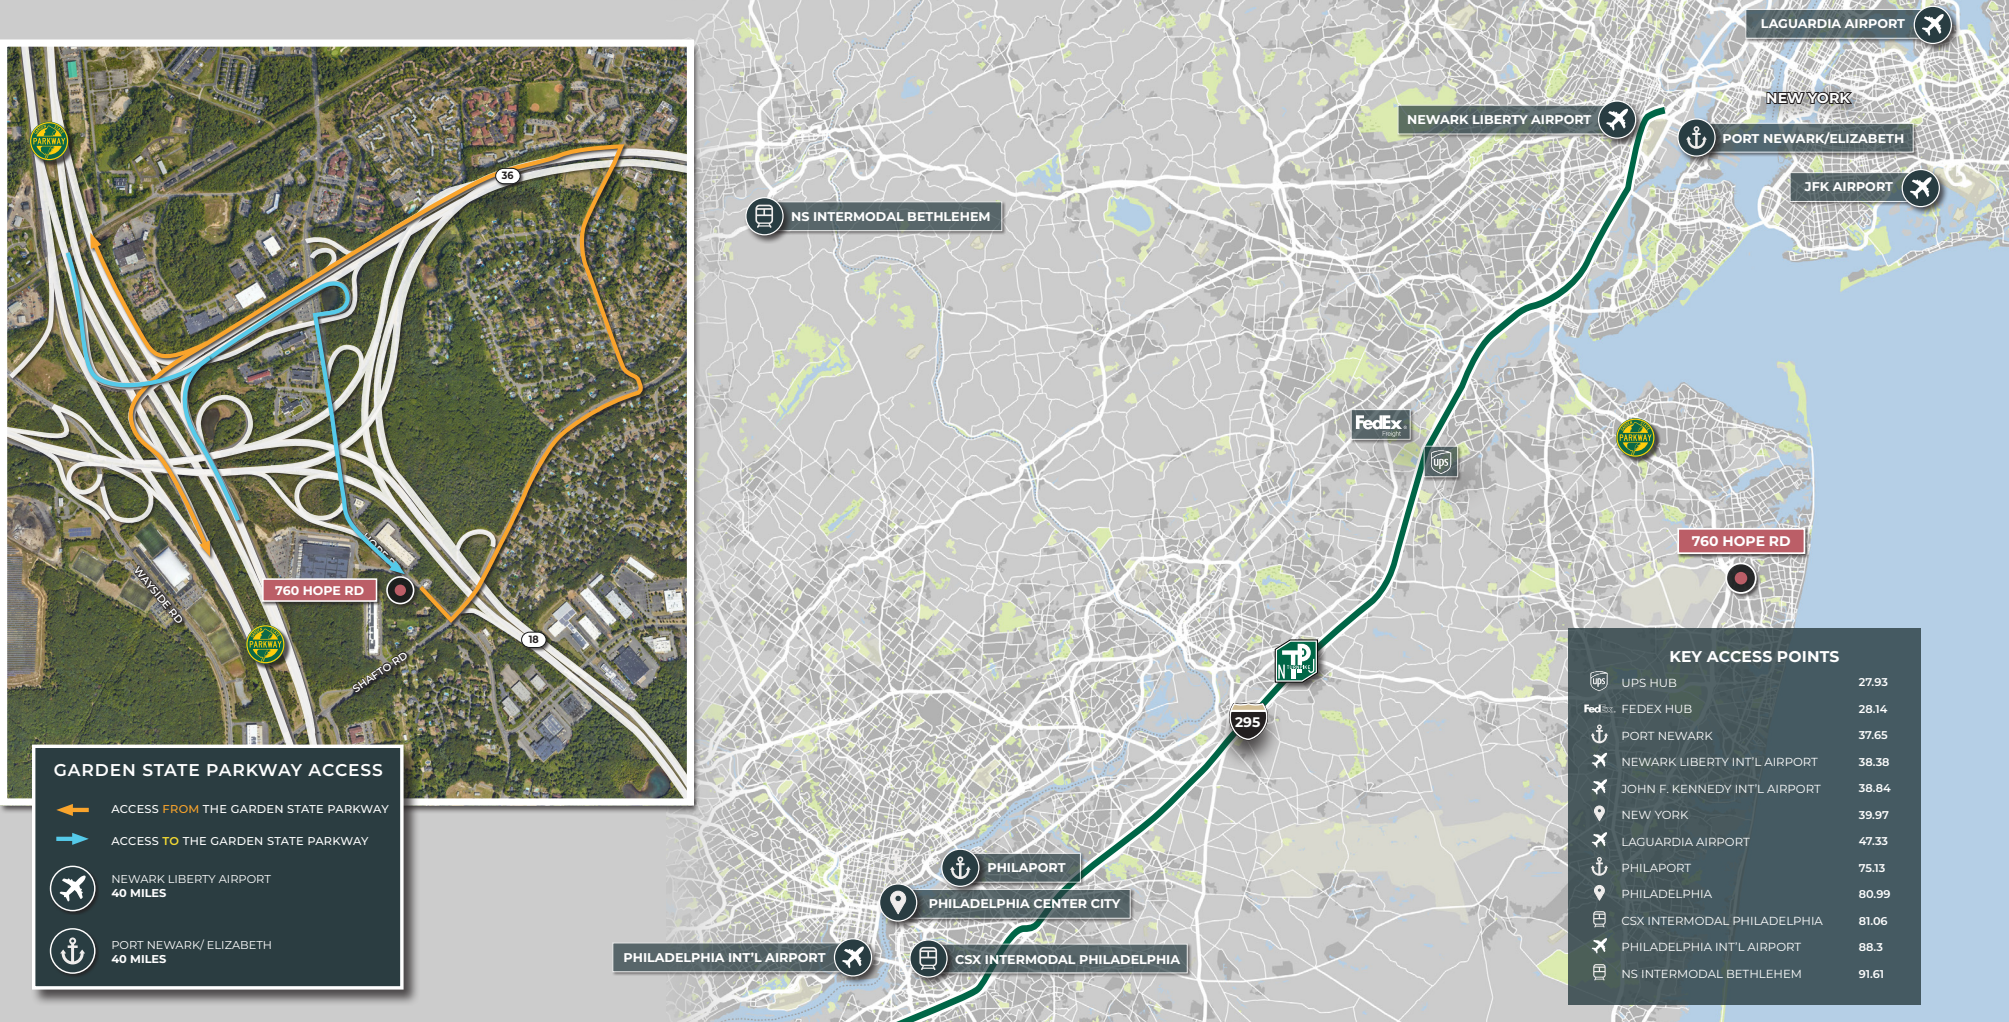 LAGUARDIA AIRPORT
NEW YORK
NEWARK LIBERTY AIRPORT
PORT NEWARK/ELIZABETH
JFK AIRPORT
NS INTERMODAL BETHLEHEM
PARKWAY
36
WAYSIDE RD
760 HOPE RD
PARKWAY
SHAFTO RD
18
FedEx
Freight
ups
PARKWAY
760 HOPE RD
TP
N J
295
PHILAPORT
PHILADELPHIA CENTER CITY
PHILADELPHIA INT'L AIRPORT
CSX INTERMODAL PHILADELPHIA
GARDEN STATE PARKWAY ACCESS
ACCESS FROM THE GARDEN STATE PARKWAY
ACCESS TO THE GARDEN STATE PARKWAY
NEWARK LIBERTY AIRPORT
40 MILES
PORT NEWARK/ ELIZABETH
40 MILES
KEY ACCESS POINTS
ups UPS HUB 27.93
FedEx FEDEX HUB 28.14
PORT NEWARK 37.65
NEWARK LIBERTY INT'L AIRPORT 38.38
JOHN F. KENNEDY INT'L AIRPORT 38.84
NEW YORK 39.97
LAGUARDIA AIRPORT 47.33
PHILAPORT 75.13
PHILADELPHIA 80.99
CSX INTERMODAL PHILADELPHIA 81.06
PHILADELPHIA INT'L AIRPORT 88.3
NS INTERMODAL BETHLEHEM 91.61